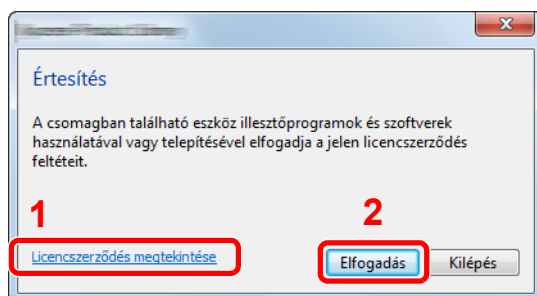 Értesítés
A csomagban található eszköz illesztőprogramok és szoftverek
használatával vagy telepítésével elfogadja a jelen licencszerződés
feltéteit.
1
2
Licencszerződés megtekintése
Elfogadás
Kilépés